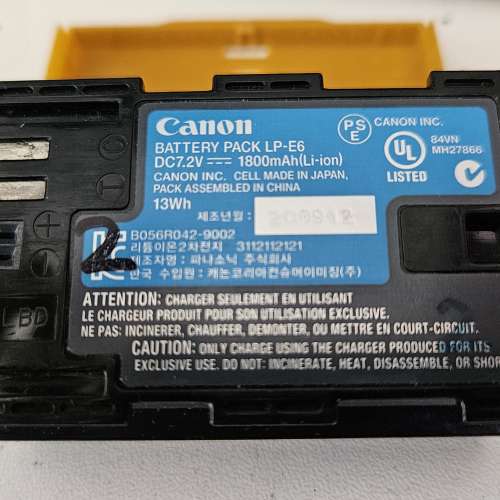 Canon
BATTERY PACK LP-E6
DC7.2V 1800mAh(Li-ion)
CANON INC. CELL MADE IN JAPAN,
PACK ASSEMBLED IN CHINA
13Wh
제조년월 :
PS
E
CANON INC.
UL
LISTED
84VN
MH27866
2
B056R042-9002
리튬이온2차전지 3112112121
제조자명 : 파나소닉 주식회사
한국 수입원 : 캐논코리아컨슈머이미징(주)
LBD
ATTENTION: CHARGER SEULEMENT EN UTILISANT
LE CHARGEUR PRODUIT POUR SON UTILISATION EXCLUSIVE.
NE PAS: INCINERER, CHAUFFER, DEMONTER, OU METTRE EN COURT-CIRCUIT.
CAUTION: ONLY CHARGE USING THE CHARGER PRODUCED FOR ITS
EXCLUSIVE USE. DO NOT: INCINERATE, HEAT, DISASSEMBLE, OR SHOR